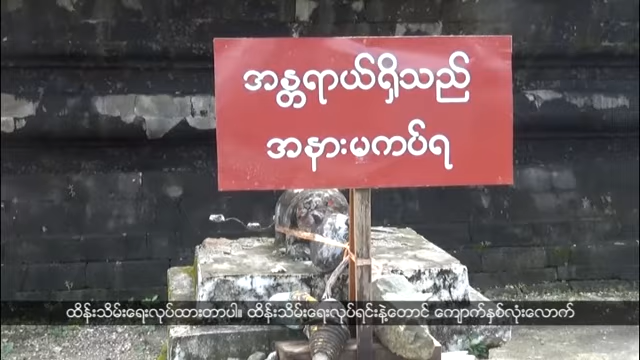 အန္တရာယ်ရှိသည်
အနားမကပ်ရ
ထိန်းသိမ်းရေးလုပ်ထားတာပါ။ ထိန်းသိမ်းရေးလုပ်ရင်းနဲ့တောင် ကျောက်နှစ်လုံးလောက်